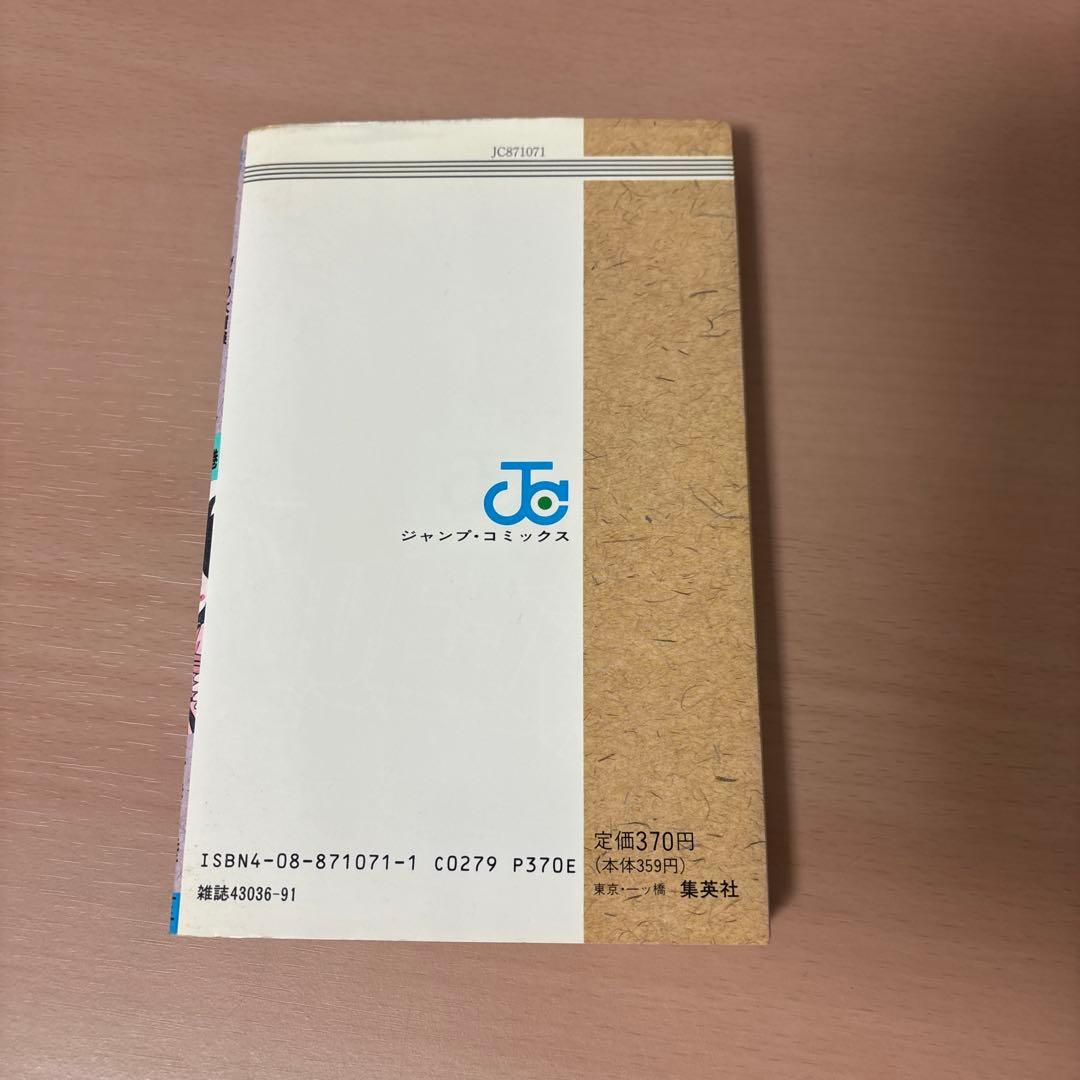 JC871071
ジャンプ・コミックス
ISBN4-08-871071-1 C0279 P370E
雑誌43036-91
定価370円
(本体359円)
東京・一ッ橋 集英社